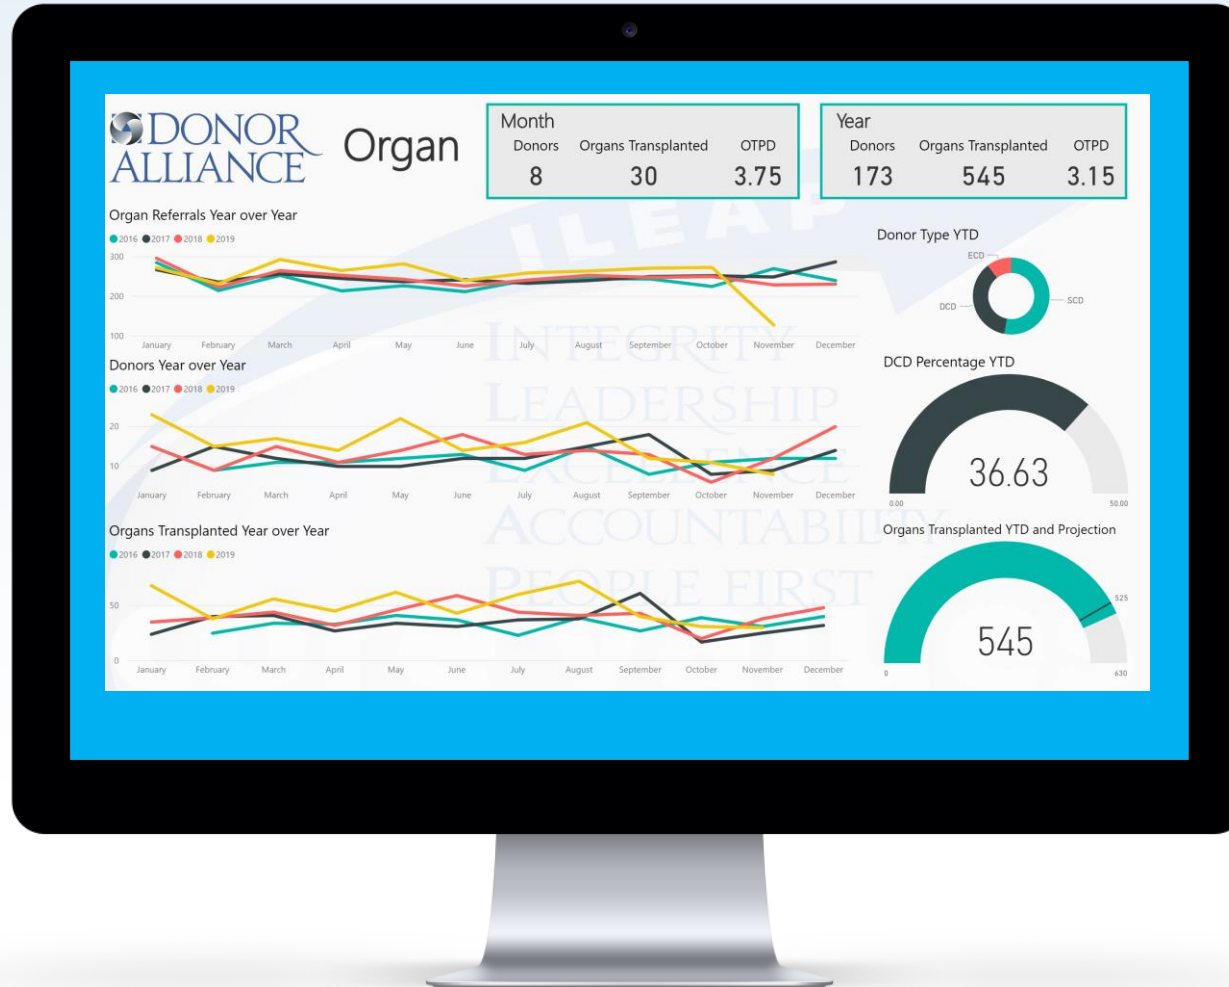 DONOR
ALLIANCE
Organ
Month
Donors Organs Transplanted OTPD
8 30 3.75
Year
Donors Organs Transplanted OTPD
173 545 3.15
ILEAP
INTEGRITY
LEADERSHIP
EXCELLENCE
ACCOUNTABILITY
PEOPLE FIRST
Organ Referrals Year over Year
2016 2017 2018 2019
300
200
100
January February March April May June July August September October November December
Donors Year over Year
2016 2017 2018 2019
20
10
January February March April May June July August September October November December
Organs Transplanted Year over Year
2016 2017 2018 2019
50
0
January February March April May June July August September October November December
Donor Type YTD
ECD
DCD
SCD
DCD Percentage YTD
36.63
0.00 50.00
Organs Transplanted YTD and Projection
525
545
0 630